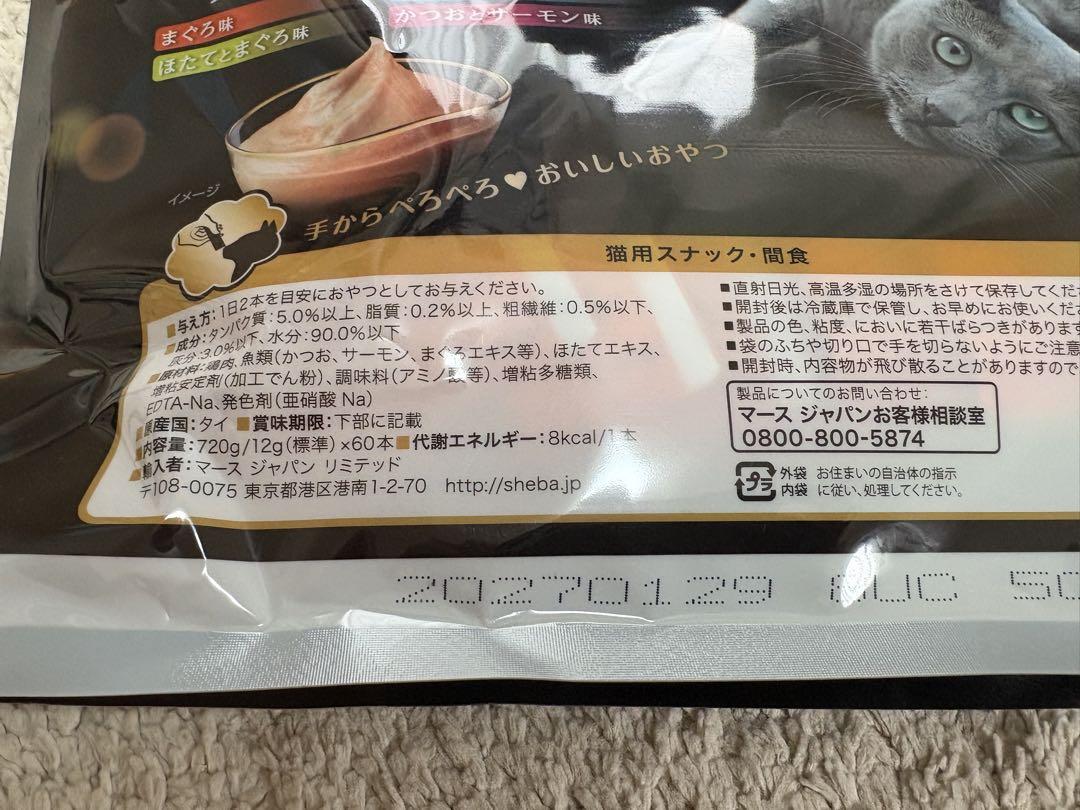 まぐろ味
かつおとサーモン味
ほたてとまぐろ味
イメージ
手からぺろぺろ♥おいしいおやつ
猫用スナック・間食
■与え方:1日2本を目安におやつとしてお与えください。
■成分:タンパク質:5.0%以上、脂質:0.2%以上、粗繊維:0.5%以下、
灰分:3.0%以下、水分:90.0%以下
■原材料:鶏肉、魚類(かつお、サーモン、まぐろエキス等)、ほたてエキス、
増粘安定剤(加工でん粉)、調味料(アミノ酸等)、増粘多糖類、
EDTA-Na、発色剤(亜硝酸 Na)
■原産国:タイ ■賞味期限:下部に記載
■内容量:720g/12g(標準)×60本 ■代謝エネルギー:8kcal/1本
■輸入者:マース ジャパン リミテッド
〒108-0075 東京都港区港南1-2-70 http://sheba.jp
■直射日光、高温多湿の場所をさけて保存してくだ
■開封後は冷蔵庫で保管し、お早めにお使いくだ
■製品の色、粘度、においに若干ばらつきがあります
■袋のふちや切り口で手を切らないようにご注意
■開封時、内容物が飛び散ることがありますので
製品についてのお問い合わせ:
マース ジャパンお客様相談室
0800-800-5874
プラ 外袋 お住まいの自治体の指示
内袋 に従い、処理してください。
20270129 8UC 50